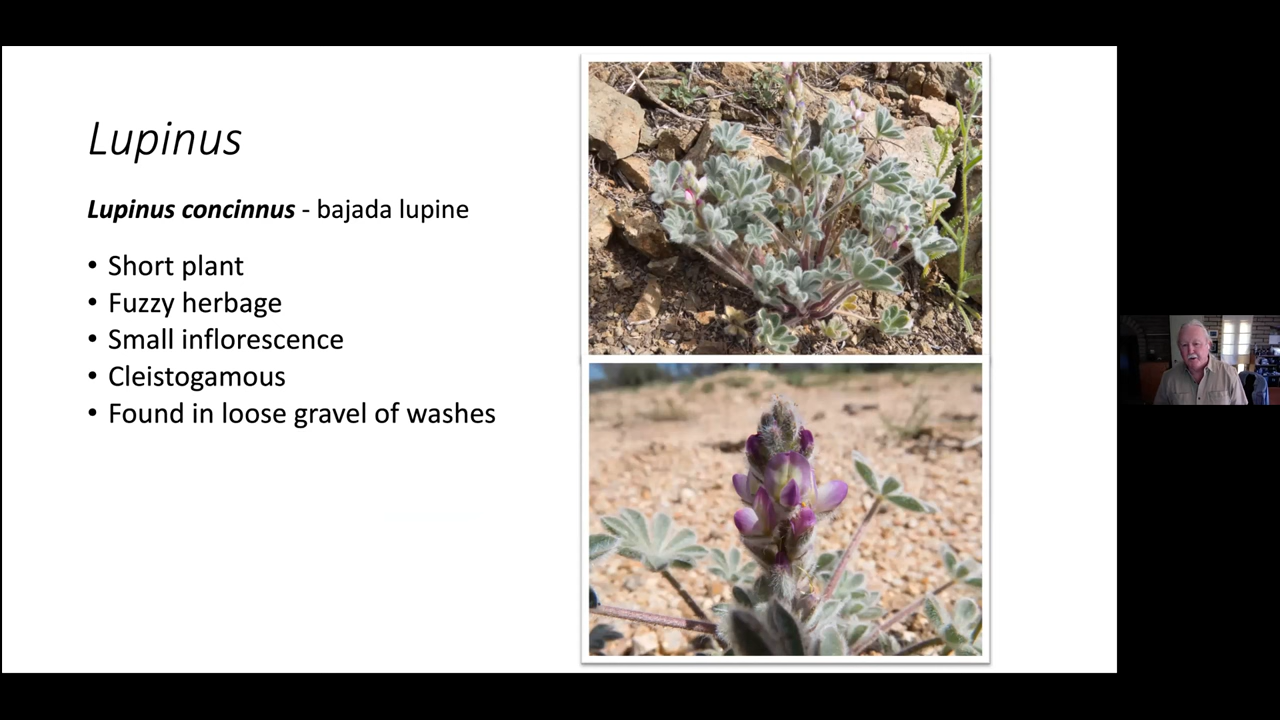 Lupinus
Lupinus concinnus - bajada lupine
• Short plant
• Fuzzy herbage
• Small inflorescence
• Cleistogamous
• Found in loose gravel of washes